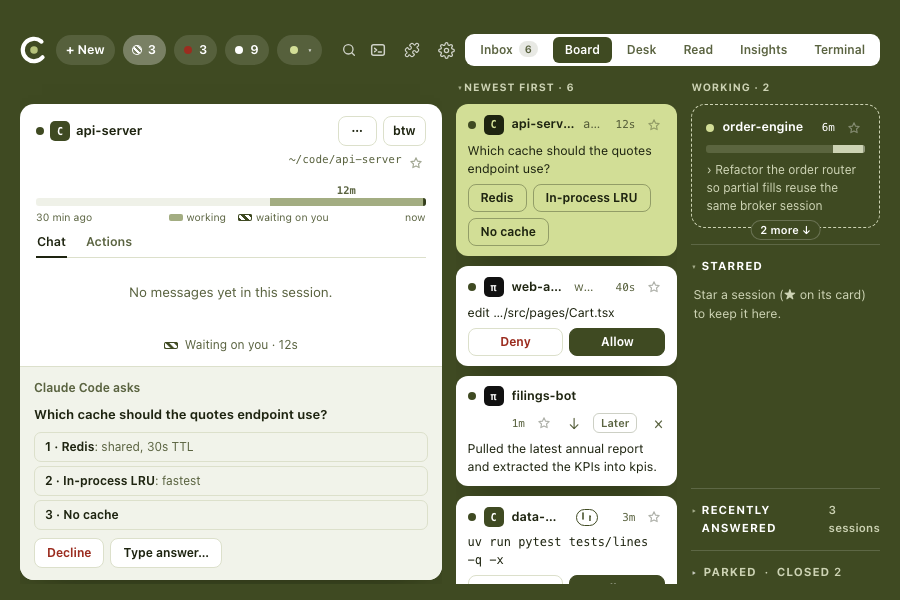 + New
3
3
9
·
Inbox 6
Board
Desk
Read
Insights
Terminal
C
api-server
···
btw
~/code/api-server
12m
30 min ago
working
waiting on you
now
Chat
Actions
No messages yet in this session.
Waiting on you · 12s
Claude Code asks
Which cache should the quotes endpoint use?
1 · Redis: shared, 30s TTL
2 · In-process LRU: fastest
3 · No cache
Decline
Type answer...
NEWEST FIRST · 6
C
api-serv...
a...
12s
Which cache should the quotes
endpoint use?
Redis
In-process LRU
No cache
π
web-a...
w...
40s
edit …/src/pages/Cart.tsx
Deny
Allow
π
filings-bot
1m
Later
Pulled the latest annual report
and extracted the KPIs into kpis.
C
data-...
3m
uv run pytest tests/lines
-q -x
WORKING · 2
order-engine
6m
› Refactor the order router
so partial fills reuse the
same broker session
2 more ↓
STARRED
Star a session (★ on its card)
to keep it here.
RECENTLY
ANSWERED
3
sessions
PARKED · CLOSED 2